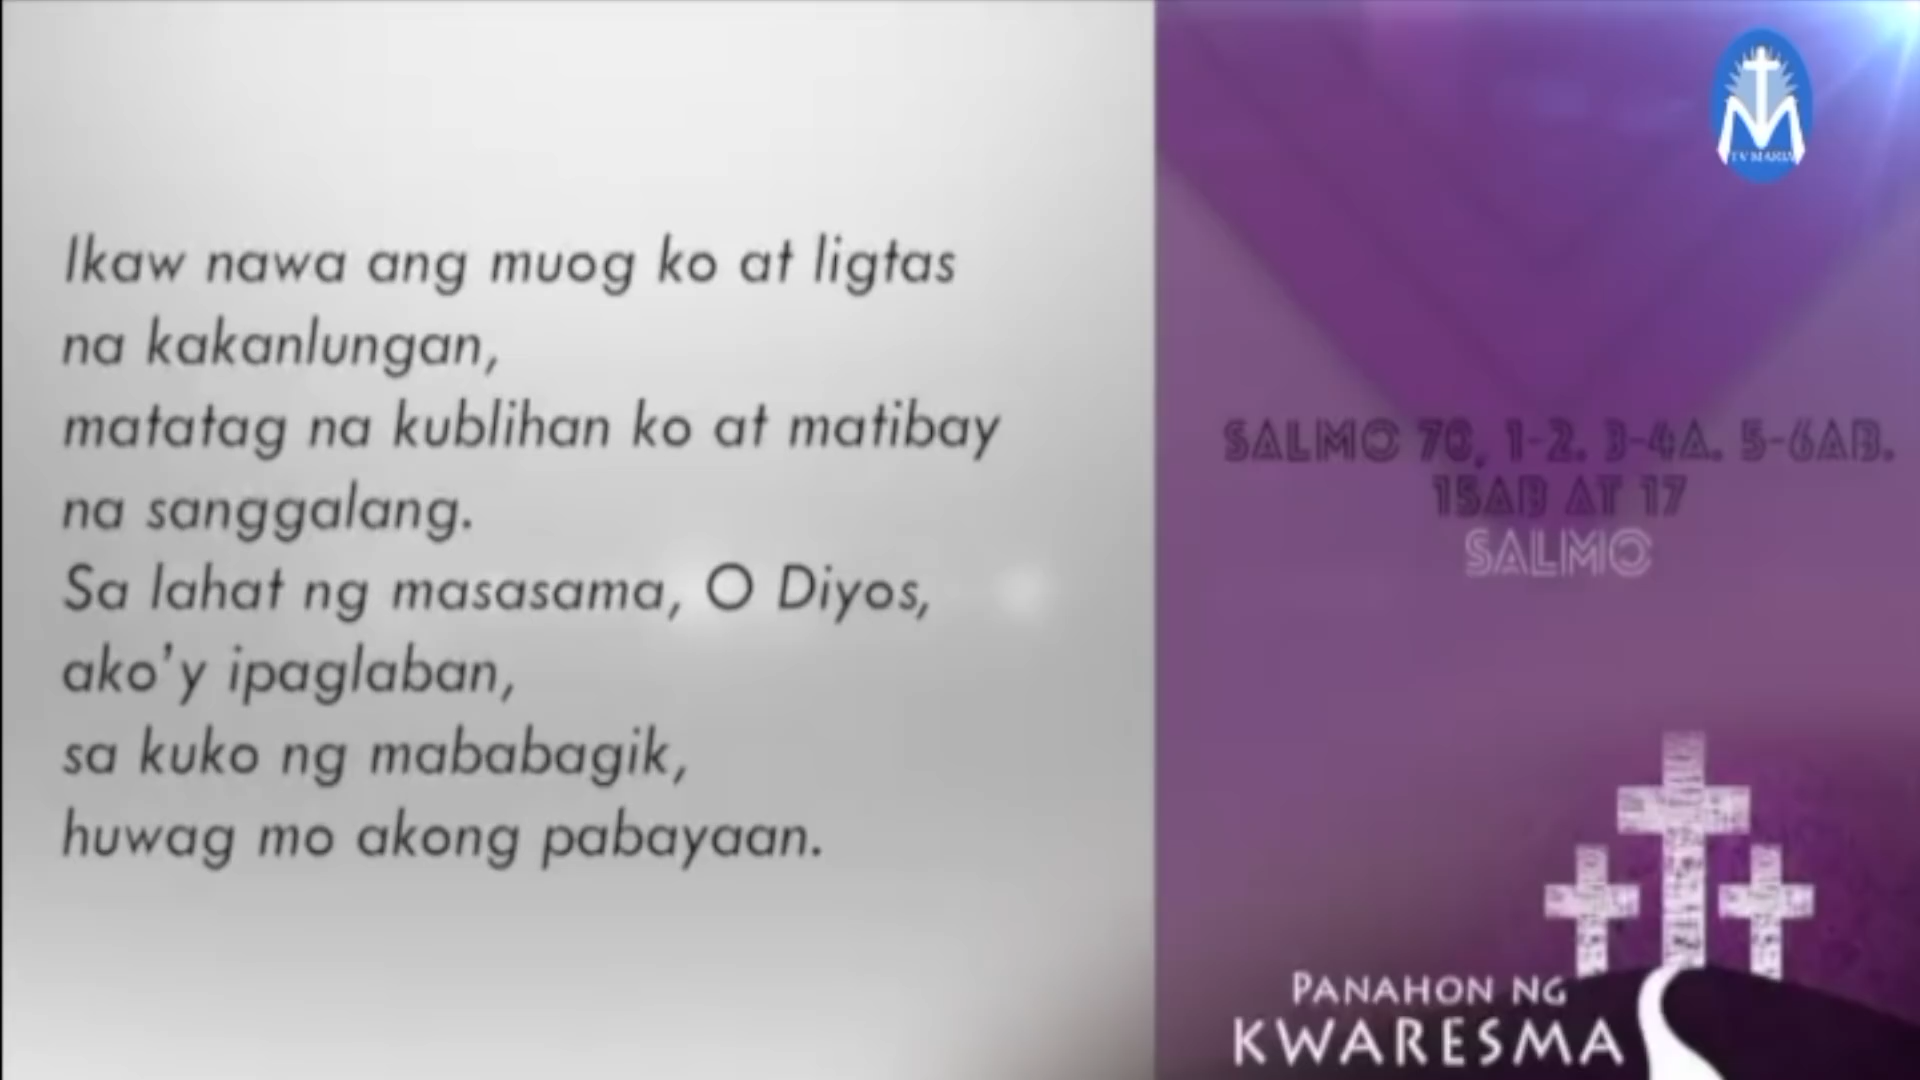 Ikaw nawa ang muog ko at ligtas
na kakanlungan,
matatag na kublihan ko at matibay
na sanggalang.
Sa lahat ng masasama, O Diyos,
ako'y ipaglaban,
sa kuko ng mababagik,
huwag mo akong pabayaan.
TV MARIA
SALMO 70, 1-2. 3-4A. 5-6AB.
15AB AT 17
SALMO
PANAHON NG
KWARESMA